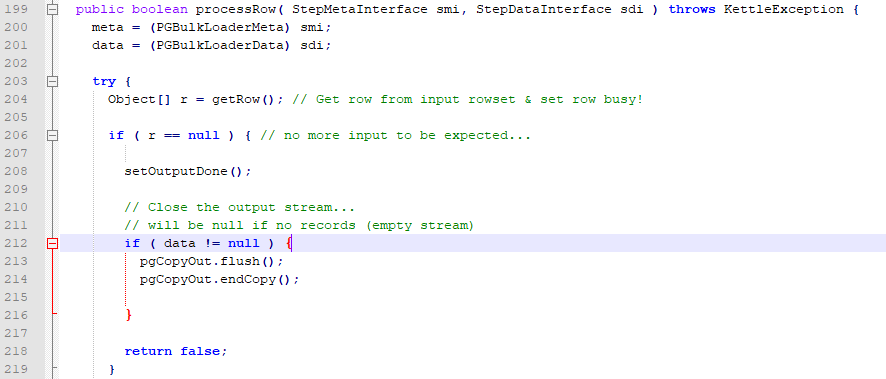 199 public boolean processRow( StepMetaInterface smi, StepDataInterface sdi ) throws KettleException {
200 meta = (PGBulkLoaderMeta) smi;
201 data = (PGBulkLoaderData) sdi;
202
203 try {
204 Object[] r = getRow(); // Get row from input rowset & set row busy!
205
206 if ( r == null ) { // no more input to be expected...
207
208 setOutputDone();
209
210 // Close the output stream...
211 // will be null if no records (empty stream)
212 if ( data != null ) {
213 pgCopyOut.flush();
214 pgCopyOut.endCopy();
215
216 }
217
218 return false;
219 }